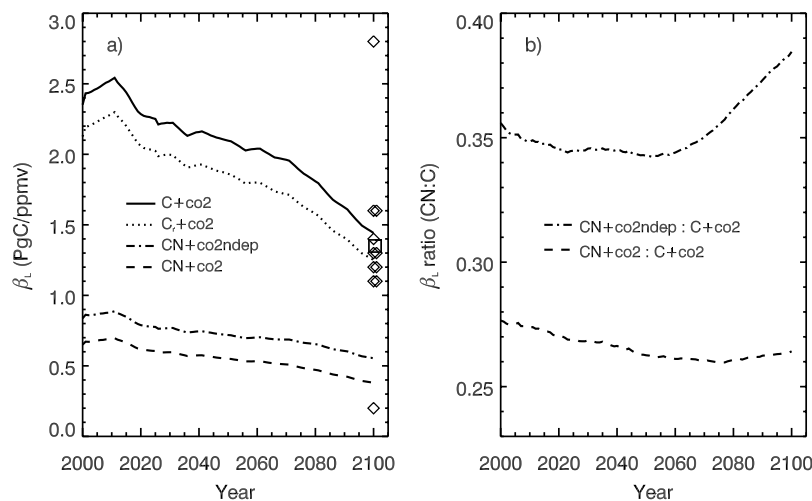 a)
3.0
2.5
2.0
1.5
1.0
0.5
0.0
β_L (PgC/ppmv)
C+co2
C,+co2
CN+co2ndep
CN+co2
2000 2020 2040 2060 2080 2100
Year
b)
0.40
0.35
0.30
0.25
β_L ratio (CN:C)
CN+co2ndep : C+co2
CN+co2 : C+co2
2000 2020 2040 2060 2080 2100
Year